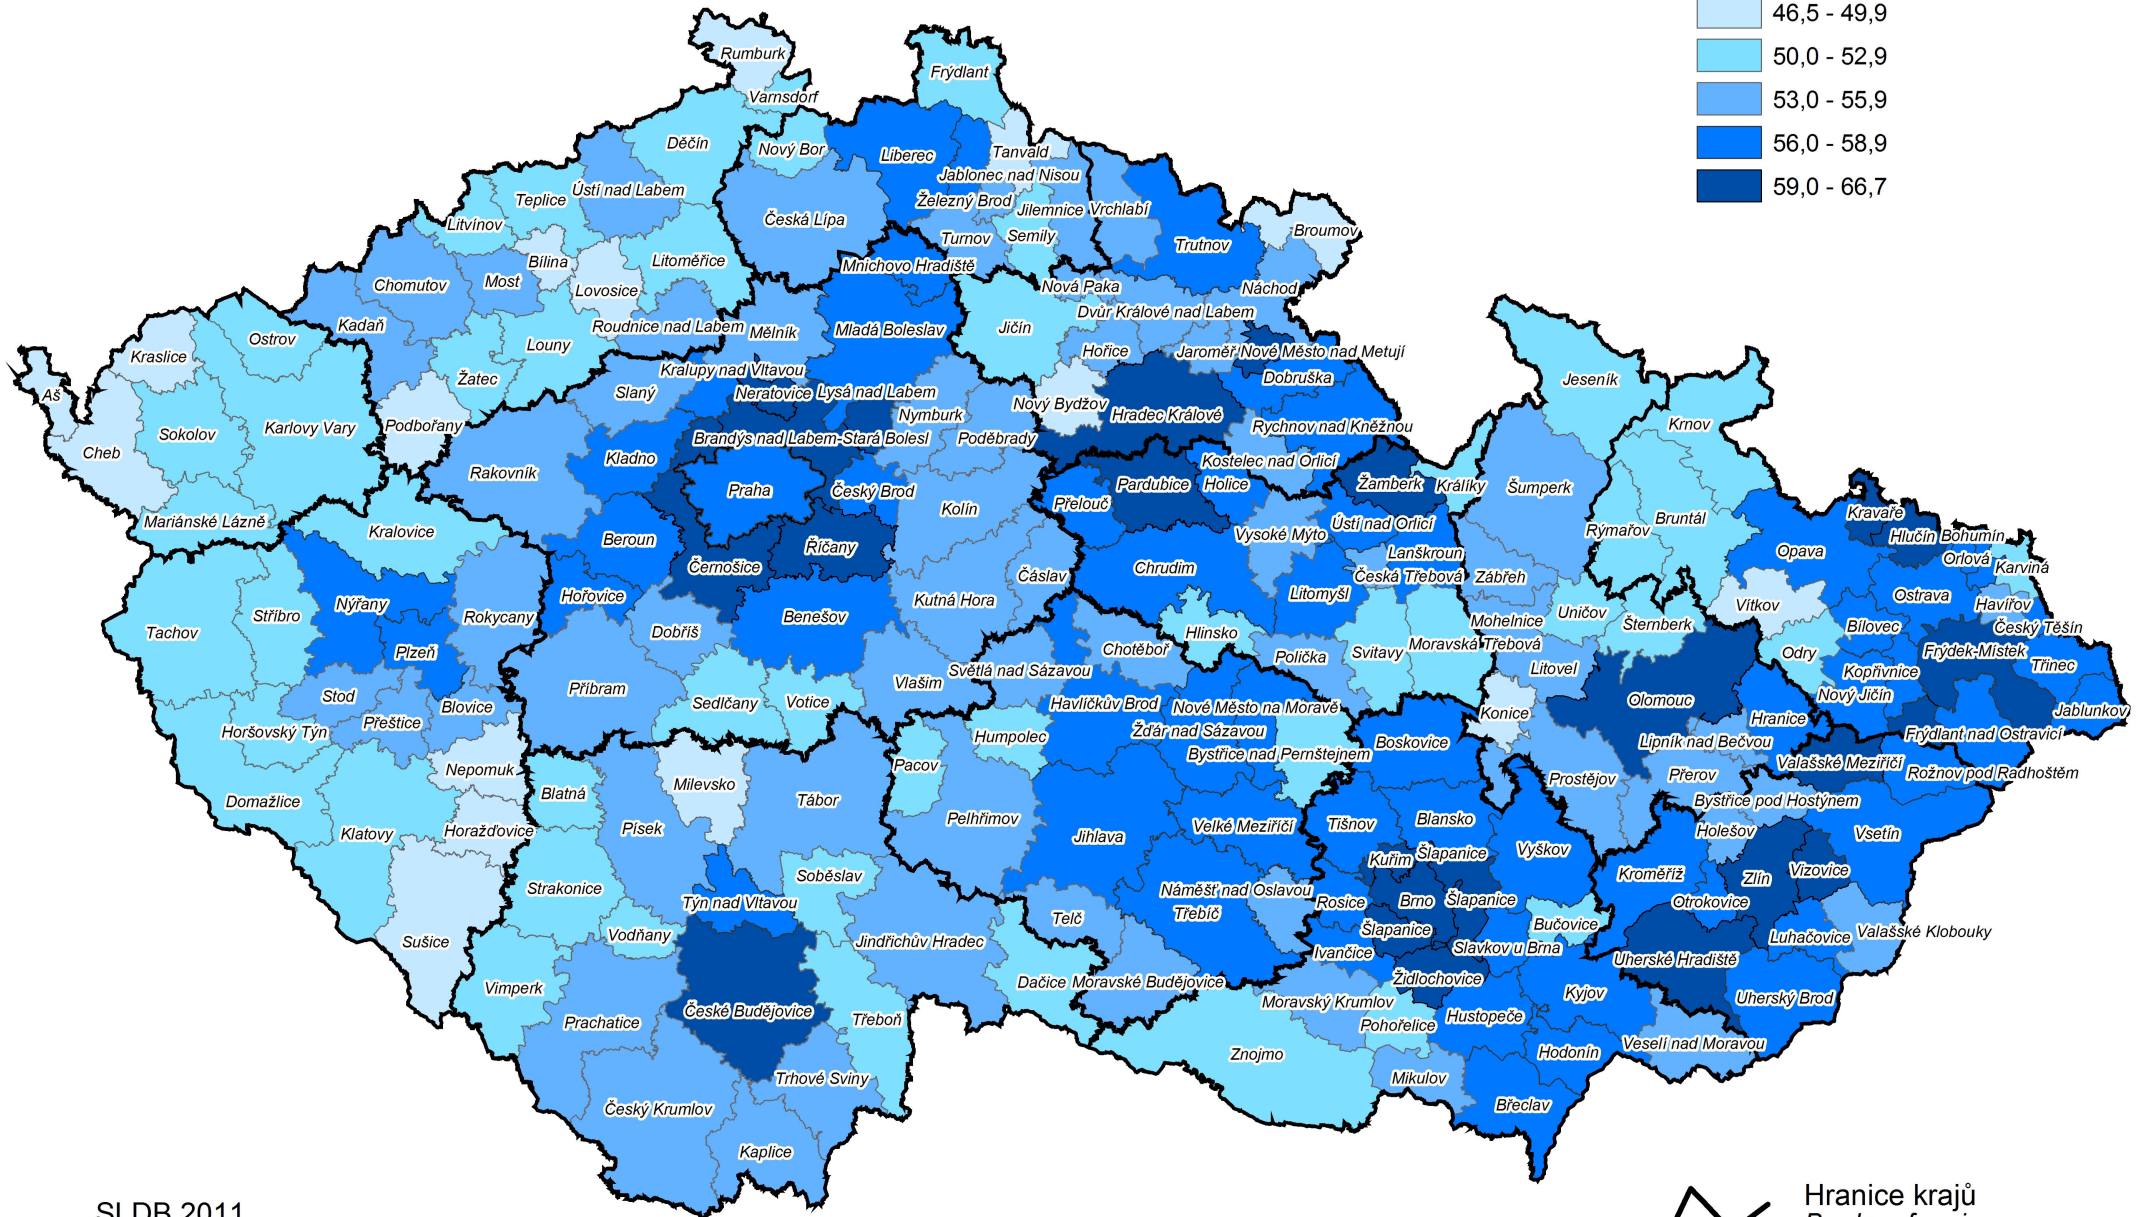 46,5 - 49,9
50,0 - 52,9
53,0 - 55,9
56,0 - 58,9
59,0 - 66,7
Rumburk
Varnsdorf
Frýdlant
Děčín
Nový Bor
Liberec
Tanvald
Jablonec nad Nisou
Teplice
Ústí nad Labem
Železný Brod
Jilemnice
Vrchlabí
Litvínov
Česká Lípa
Turnov
Semily
Trutnov
Broumov
Bílina
Litoměřice
Mnichovo Hradiště
Chomutov
Most
Lovosice
Nová Paka
Náchod
Kadaň
Roudnice nad Labem
Mělník
Mladá Boleslav
Jičín
Dvůr Králové nad Labem
Ostrov
Kraslice
Louny
Hořice
Jaroměř
Nové Město nad Metují
Žatec
Kralupy nad Vltavou
Dobruška
Jeseník
Aš
Slaný
Neratovice
Lysá nad Labem
Nový Bydžov
Hradec Králové
Nymburk
Podbořany
Karlovy Vary
Sokolov
Rychnov nad Kněžnou
Krnov
Brandýs nad Labem-Stará Bolesl
Poděbrady
Cheb
Kladno
Rakovník
Kostelec nad Orlicí
Praha
Český Brod
Pardubice
Holice
Žamberk
Králíky
Šumperk
Přelouč
Kolín
Kravaře
Mariánské Lázně
Kralovice
Ústí nad Orlicí
Vysoké Mýto
Rýmařov
Bruntál
Hlučín
Bohumín
Beroun
Říčany
Opava
Lanškroun
Orlová
Karviná
Černošice
Chrudim
Čáslav
Česká Třebová
Zábřeh
Hořovice
Kutná Hora
Litomyšl
Ostrava
Nýřany
Vítkov
Havířov
Stříbro
Rokycany
Benešov
Uničov
Mohelnice
Šternberk
Bílovec
Český Těšín
Tachov
Dobříš
Hlinsko
Plzeň
Chotěboř
Polička
Svitavy
Moravská Třebová
Odry
Frýdek-Místek
Litovel
Třinec
Světlá nad Sázavou
Kopřivnice
Vlašim
Příbram
Stod
Nový Jičín
Olomouc
Sedlčany
Votice
Havlíčkův Brod
Nové Město na Moravě
Blovice
Konice
Jablunkov
Přeštice
Hranice
Horšovský Týn
Žďár nad Sázavou
Humpolec
Boskovice
Lipník nad Bečvou
Frýdlant nad Ostravicí
Bystřice nad Pernštejnem
Pacov
Nepomuk
Valašské Meziříčí
Přerov
Rožnov pod Radhoštěm
Prostějov
Milevsko
Blatná
Domažlice
Tábor
Bystřice pod Hostýnem
Pelhřimov
Blansko
Písek
Horažďovice
Klatovy
Jihlava
Velké Meziříčí
Tišnov
Holešov
Vsetín
Vyškov
Šlapanice
Kuřim
Soběslav
Kroměříž
Zlín
Vizovice
Strakonice
Náměšť nad Oslavou
Týn nad Vltavou
Rosice
Brno
Šlapanice
Otrokovice
Třebíč
Telč
Bučovice
Vodňany
Šlapanice
Luhačovice
Valašské Klobouky
Sušice
Jindřichův Hradec
Slavkov u Brna
Ivančice
Uherské Hradiště
Dačice
Moravské Budějovice
Židlochovice
Vimperk
Kyjov
Uherský Brod
Moravský Krumlov
České Budějovice
Třeboň
Hustopeče
Prachatice
Pohořelice
Veselí nad Moravou
Znojmo
Hodonín
Trhové Sviny
Mikulov
Břeclav
Český Krumlov
Kaplice
Hranice krajů
SLDB 2011